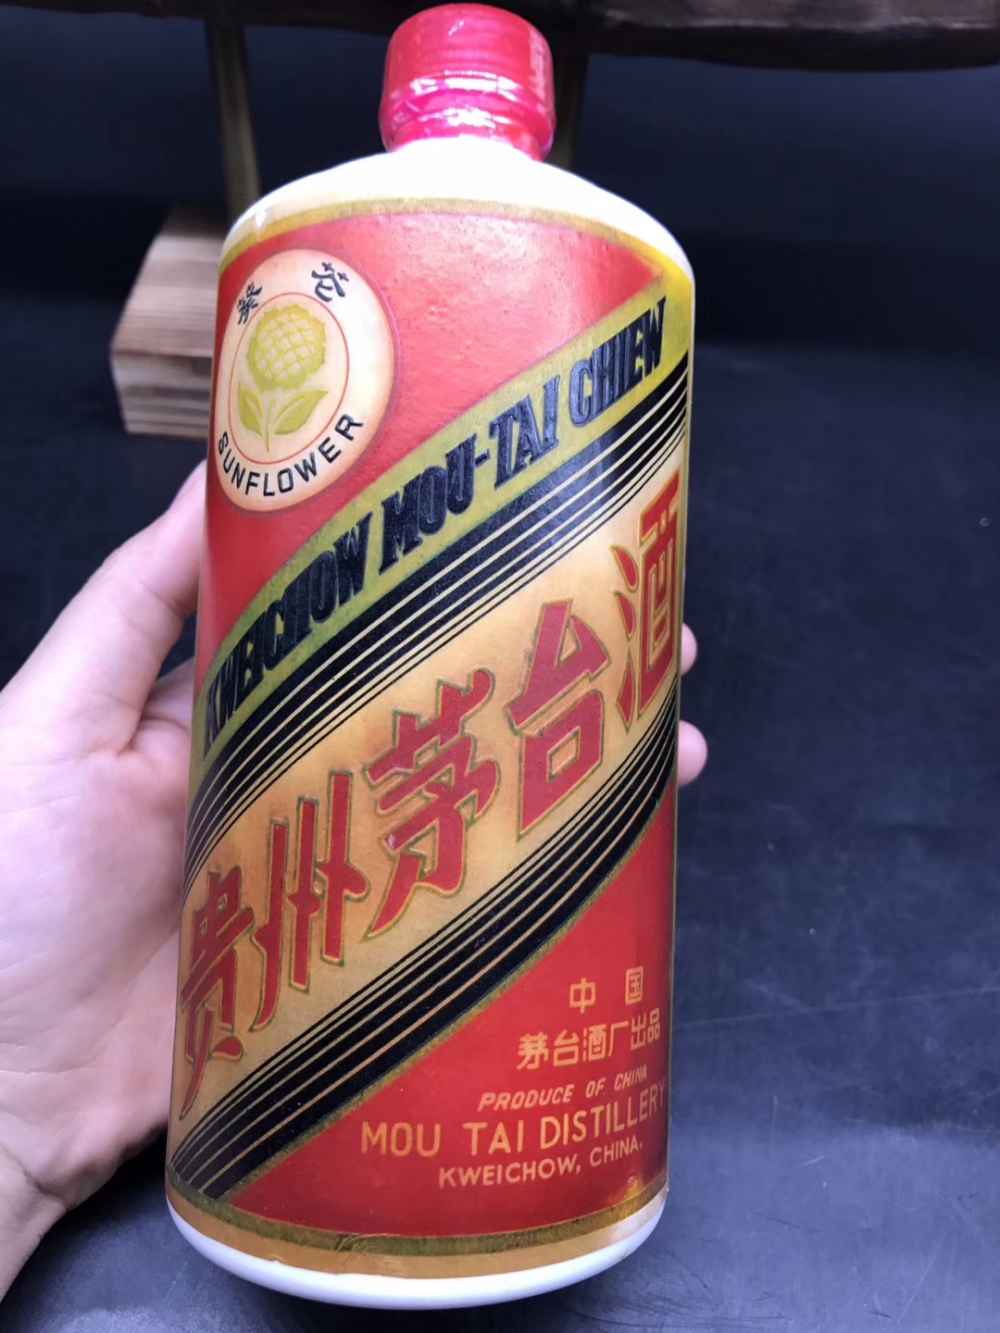 葵花
SUNFLOWER
KWEICHOW MOU-TAI CHIEW
贵州茅台酒
中国
茅台酒厂出品
PRODUCE OF CHINA
MOU TAI DISTILLERY
KWEICHOW, CHINA.